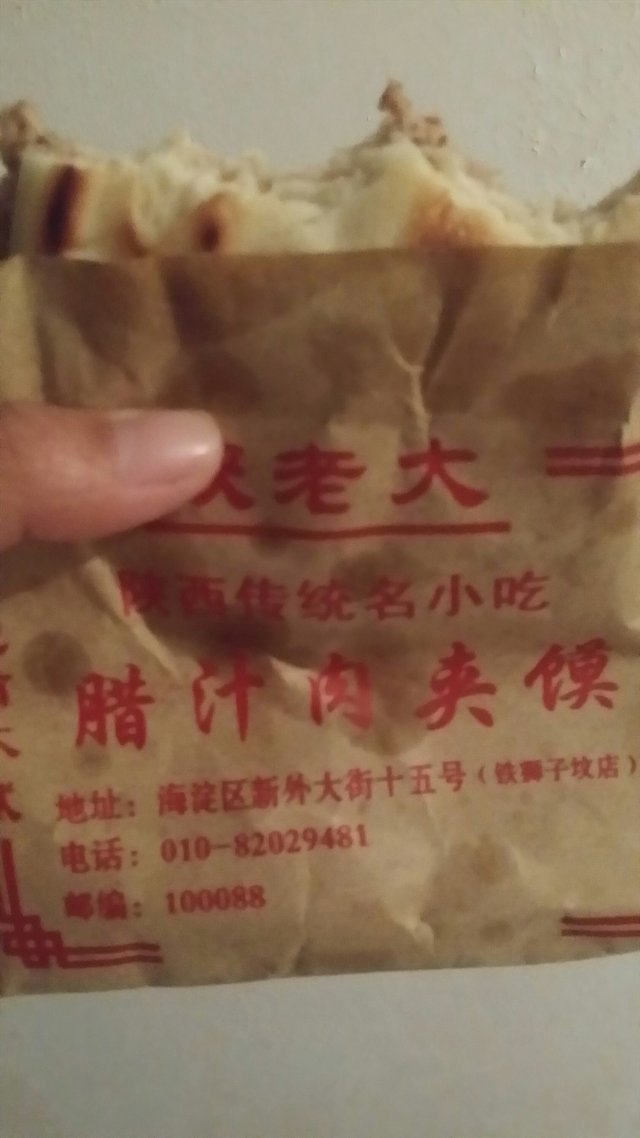 老大
陕西传统名小吃
腊汁肉夹馍
地址：海淀区新外大街十五号（铁狮子坟店）
电话：010-82029481
邮编：100088